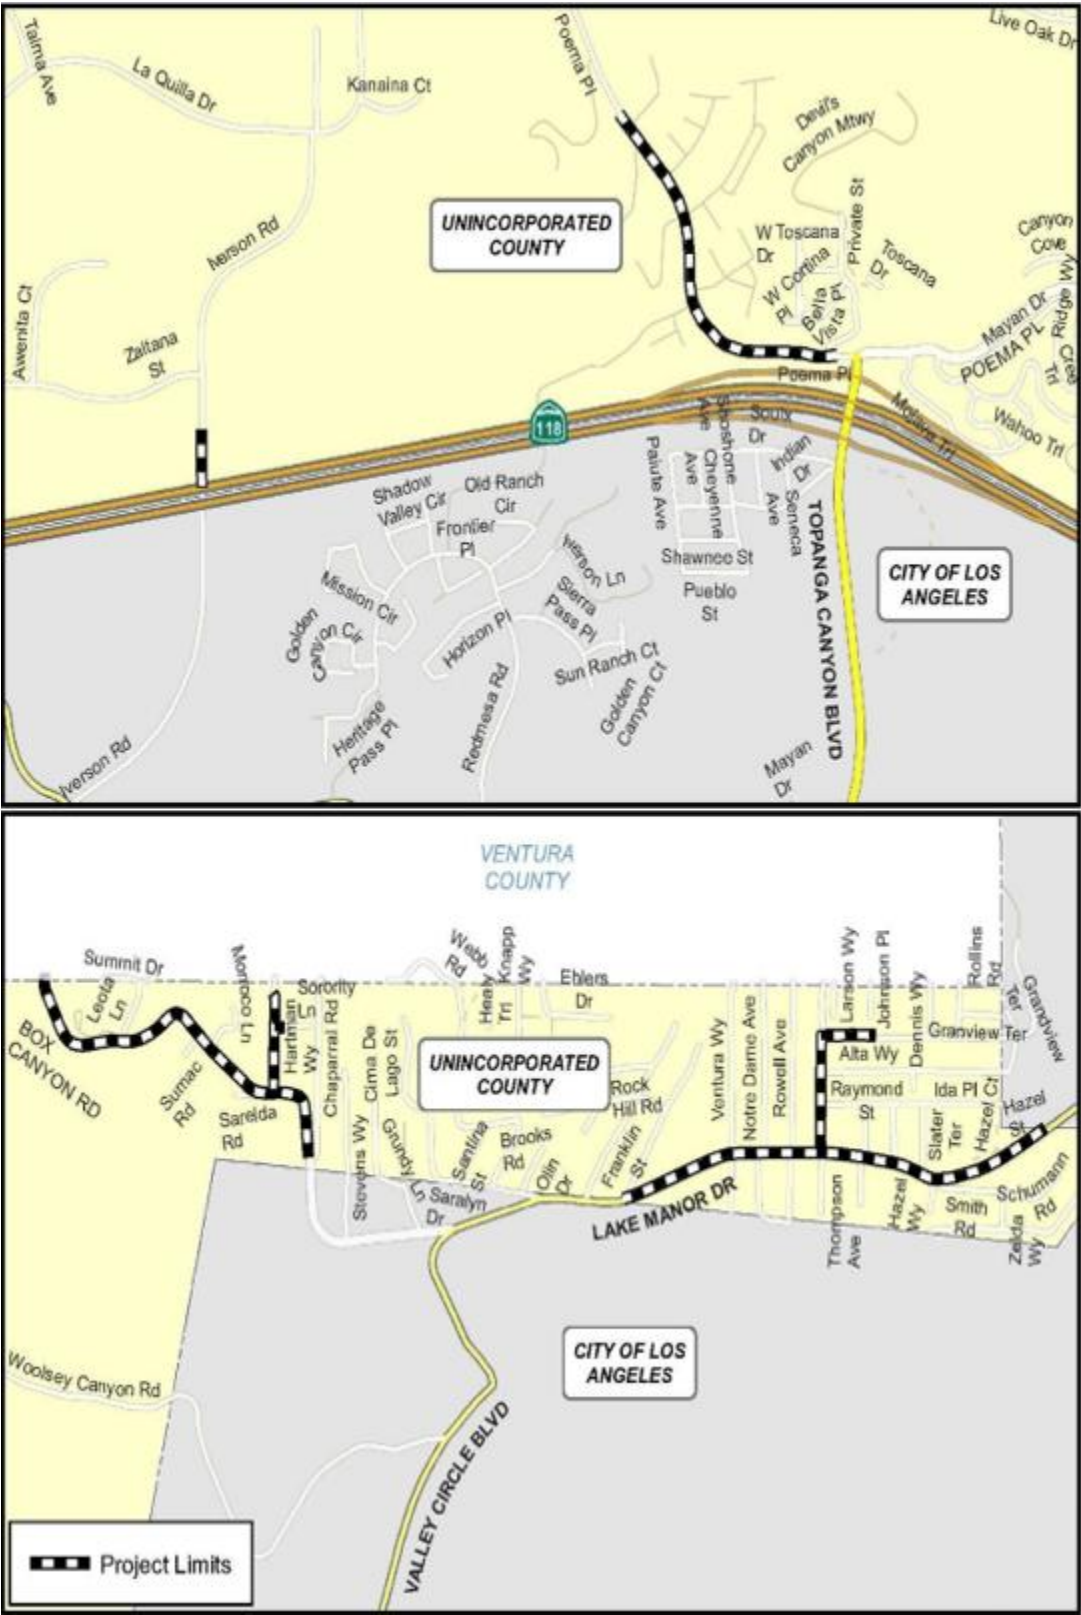 Taima Ave
La Quilla Dr
Kanaina Ct
Poema Pl
Live Oak Dr
Devil's
Canyon Mtwy
UNINCORPORATED
COUNTY
Iverson Rd
W Toscana
Dr
Private St
Toscana
Dr
W Cortina
Pl
Bella
Vista Pl
Canyon
Cove
Ridge Wy
Mayan Dr
POEMA PL
Cree
Trl
Awenita Ct
Zaltana
St
Poema Pl
118
Shoshone
Ave
Souix
Dr
Mojave Trl
Wahoo Trl
Indian
Dr
Paiute Ave
Cheyenne
Ave
Seneca
Ave
Shadow
Valley Cir
Old Ranch
Cir
Frontier
Pl
Shawnee St
Pueblo
St
TOPANGA CANYON BLVD
CITY OF LOS
ANGELES
Iverson Ln
Mission Cir
Sierra
Pass Pl
Golden
Canyon Cir
Horizon Pl
Sun Ranch Ct
Golden
Canyon Ct
Redmesa Rd
Heritage
Pass Pl
Iverson Rd
Mayan
Dr
VENTURA
COUNTY
Summit Dr
Leota
Ln
Sorority
Ln
Hartman
Wy
Chaparral Rd
Webb
Rd
Healy
Trl
Knapp
Wy
Ehlers
Dr
Larson Wy
Johnson Pl
Dennis Wy
Rollins
Rd
Grandview
Ter
BOX
CANYON RD
Sumac
Rd
Sarelda
Rd
Cima De
Lago St
UNINCORPORATED
COUNTY
Rock
Hill Rd
Ventura Wy
Notre Dame Ave
Rowell Ave
Alta Wy
Granview Ter
Raymond
St
Ida Pl
Hazel Ct
Hazel
St
Slater
Ter
Stevens Wy
Grundy
Ln
Santina
St
Brooks
Rd
Olin
Dr
Franklin
St
Saralyn
Dr
LAKE MANOR DR
Thompson
Ave
Hazel
Wy
Smith
Rd
Schumann
Rd
Zelda
Wy
CITY OF LOS
ANGELES
Woolsey Canyon Rd
VALLEY CIRCLE BLVD
Project Limits